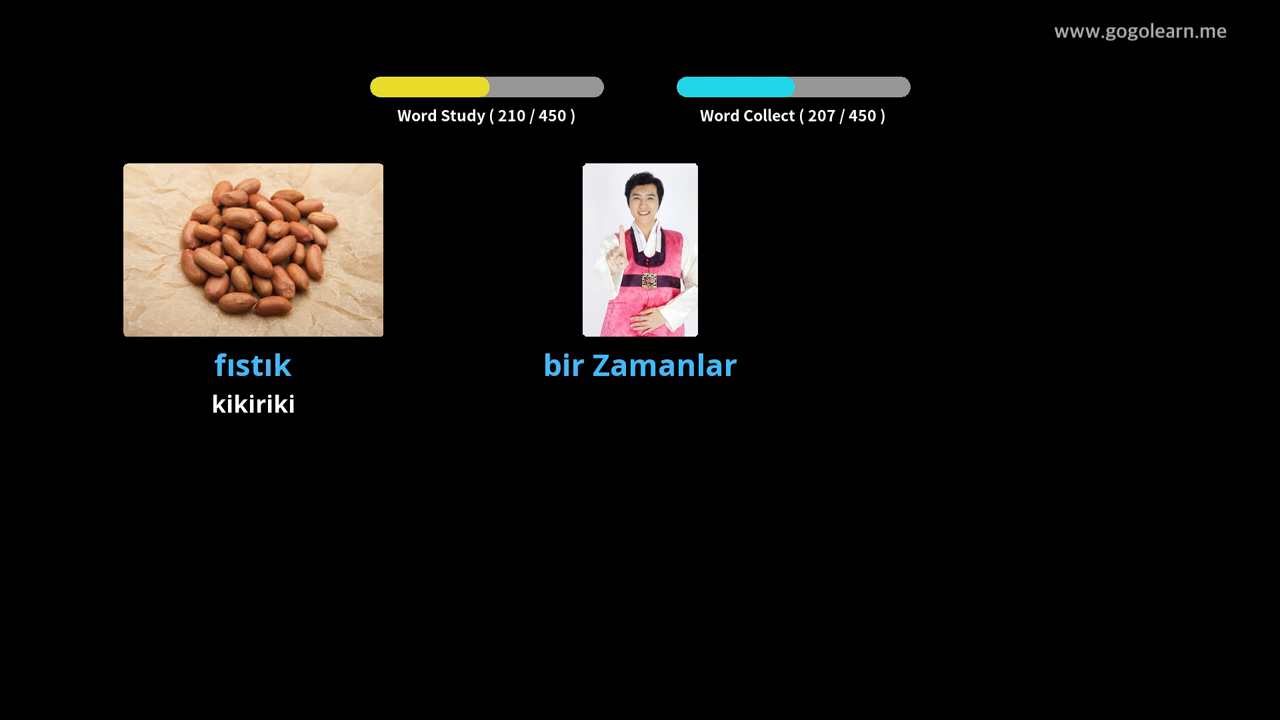 www.gogolearn.me
Word Study ( 210 / 450 )
Word Collect ( 207 / 450 )
fıstık
kikiriki
bir Zamanlar